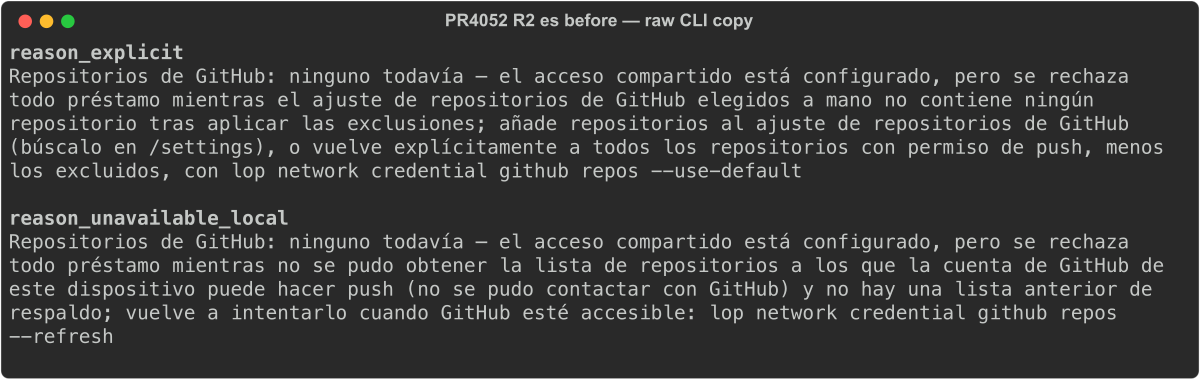 PR4052 R2 es before — raw CLI copy
reason_explicit
Repositorios de GitHub: ninguno todavía — el acceso compartido está configurado, pero se rechaza
todo préstamo mientras el ajuste de repositorios de GitHub elegidos a mano no contiene ningún
repositorio tras aplicar las exclusiones; añade repositorios al ajuste de repositorios de GitHub
(búscalo en /settings), o vuelve explícitamente a todos los repositorios con permiso de push, menos
los excluidos, con lop network credential github repos --use-default
reason_unavailable_local
Repositorios de GitHub: ninguno todavía — el acceso compartido está configurado, pero se rechaza
todo préstamo mientras no se pudo obtener la lista de repositorios a los que la cuenta de GitHub de
este dispositivo puede hacer push (no se pudo contactar con GitHub) y no hay una lista anterior de
respaldo; vuelve a intentarlo cuando GitHub esté accesible: lop network credential github repos
--refresh